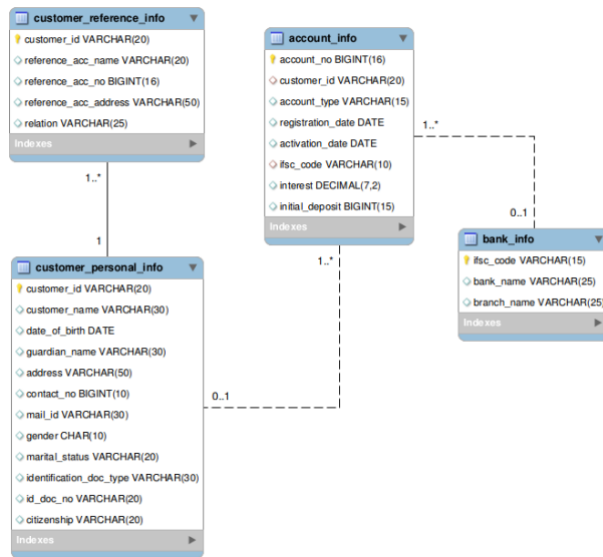 customer_reference_info
customer_id VARCHAR(20)
reference_acc_name VARCHAR(20)
reference_acc_no BIGINT(16)
reference_acc_address VARCHAR(50)
relation VARCHAR(25)
Indexes
1..*
1
customer_personal_info
customer_id VARCHAR(20)
customer_name VARCHAR(30)
date_of_birth DATE
guardian_name VARCHAR(30)
address VARCHAR(50)
contact_no BIGINT(10)
mail_id VARCHAR(30)
gender CHAR(10)
marital_status VARCHAR(20)
identification_doc_type VARCHAR(30)
id_doc_no VARCHAR(20)
citizenship VARCHAR(20)
Indexes
account_info
account_no BIGINT(16)
customer_id VARCHAR(20)
account_type VARCHAR(15)
registration_date DATE
activation_date DATE
ifsc_code VARCHAR(10)
interest DECIMAL(7,2)
initial_deposit BIGINT(15)
Indexes
1..*
0..1
1..*
0..1
bank_info
ifsc_code VARCHAR(15)
bank_name VARCHAR(25)
branch_name VARCHAR(25)
Indexes